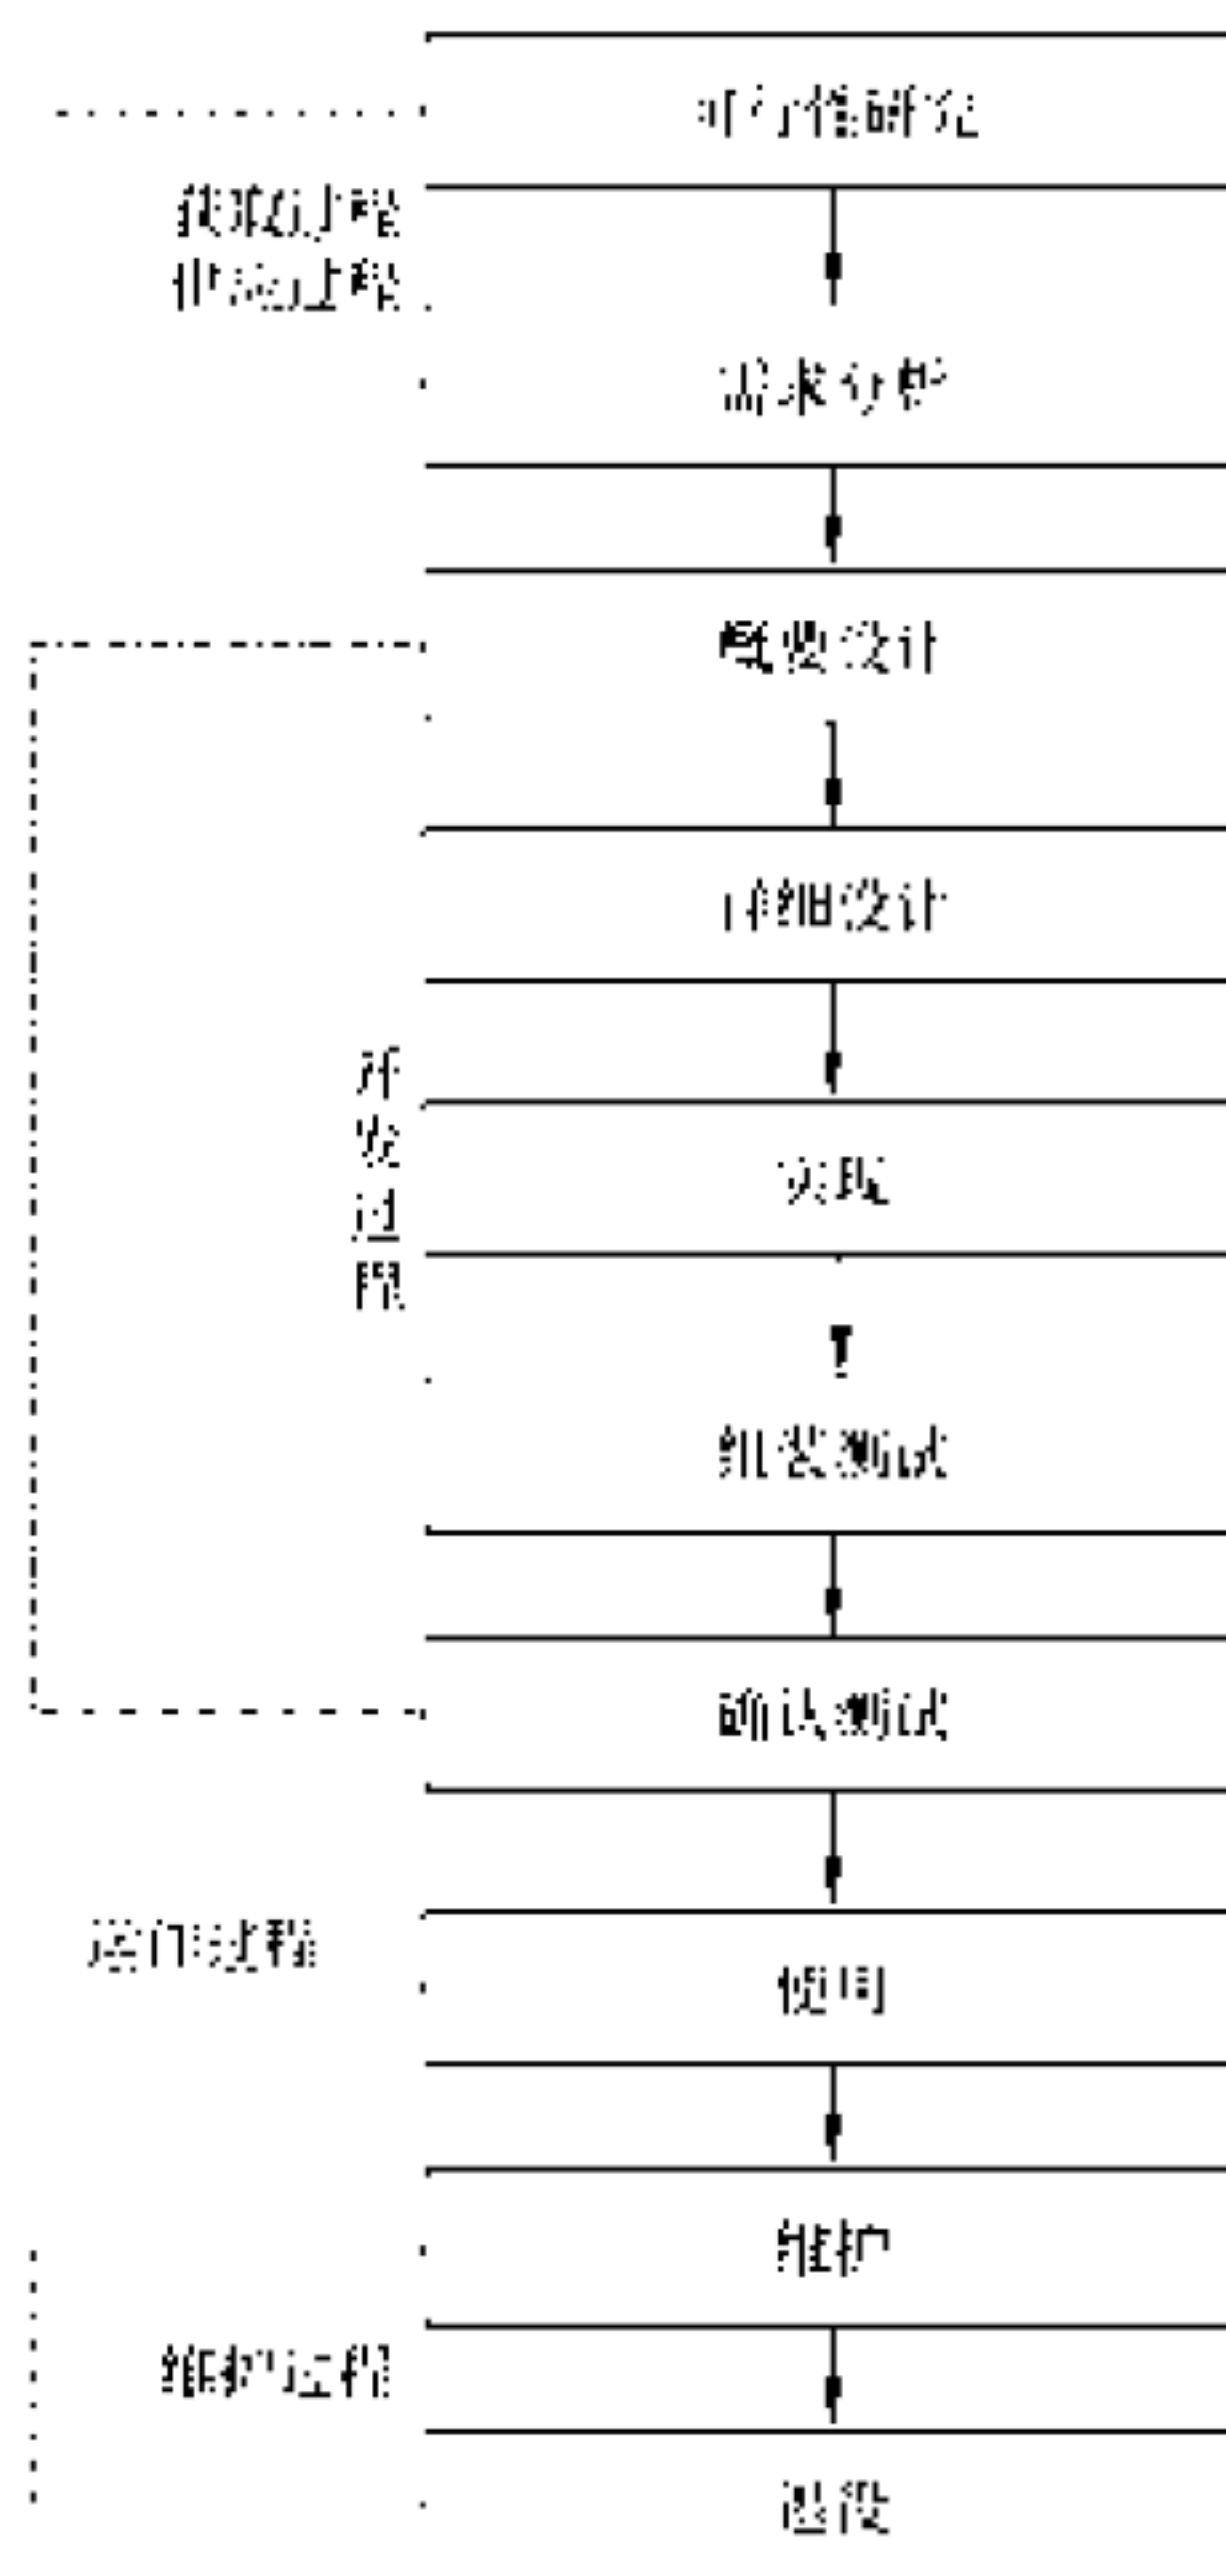 可行性研究
获取过程
供应过程
需求分析
概要设计
详细设计
开
发
过
程
实现
组装测试
确认测试
运作过程
使用
维护
维护过程
退役